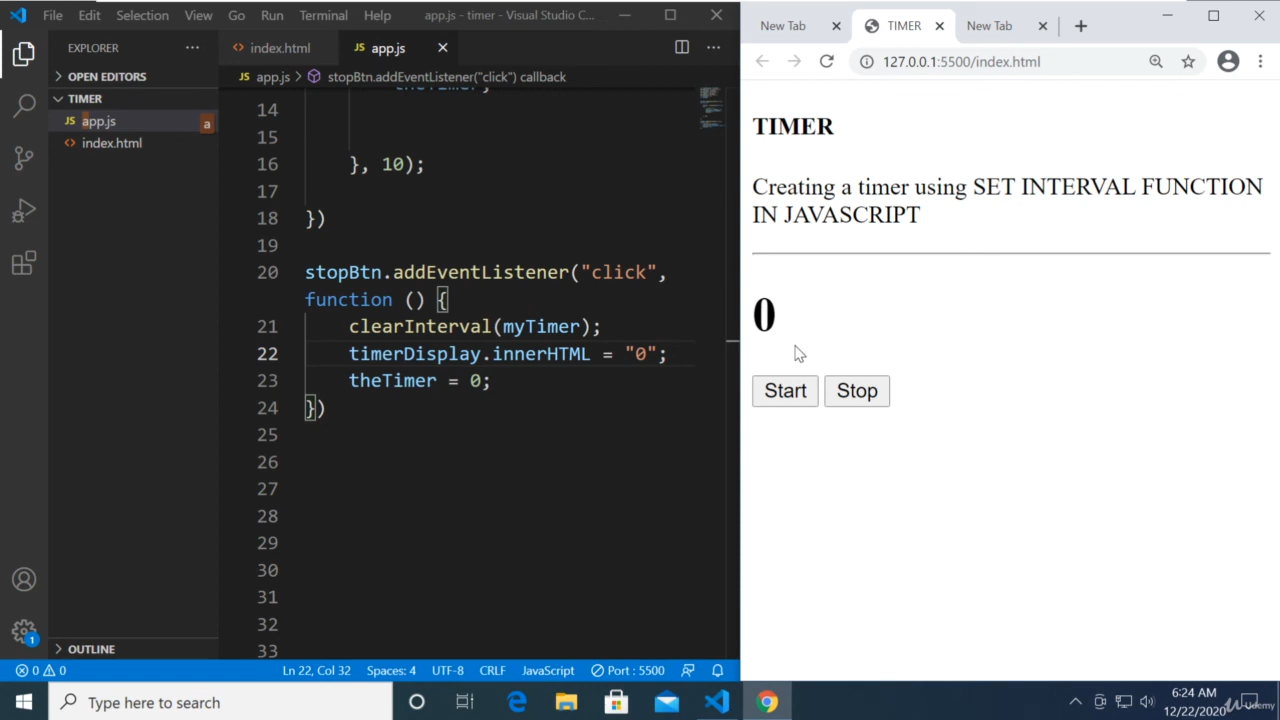 File Edit Selection View Go Run Terminal Help app.js - timer - Visual Studio C...
EXPLORER
OPEN EDITORS
TIMER
JS app.js a
<> index.html
OUTLINE
<> index.html JS app.js
JS app.js > stopBtn.addEventListener("click") callback
14
15
16 }, 10);
17
18 })
19
20 stopBtn.addEventListener("click",
function () {
21 clearInterval(myTimer);
22 timerDisplay.innerHTML = "0";
23 theTimer = 0;
24 })
25
26
27
28
29
30
31
32
33
1
0 0 Ln 22, Col 32 Spaces: 4 UTF-8 CRLF JavaScript Port : 5500
New Tab TIMER New Tab
127.0.0.1:5500/index.html
TIMER
Creating a timer using SET INTERVAL FUNCTION
IN JAVASCRIPT
0
Start Stop
Type here to search
6:24 AM
12/22/2020
Udemy